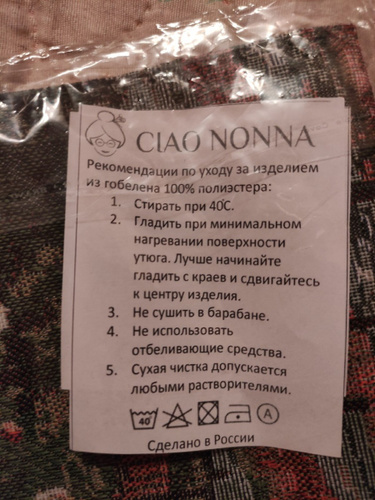 CIAO NONNA
Рекомендации по уходу за изделием
из гобелена 100% полиэстера:
1. Стирать при 40℃.
2. Гладить при минимальном
нагревании поверхности
утюга. Лучше начинайте
гладить с краев и сдвигайтесь
к центру изделия.
3. Не сушить в барабане.
4. Не использовать
отбеливающие средства.
5. Сухая чистка допускается
любыми растворителями.
40 A
Сделано в России